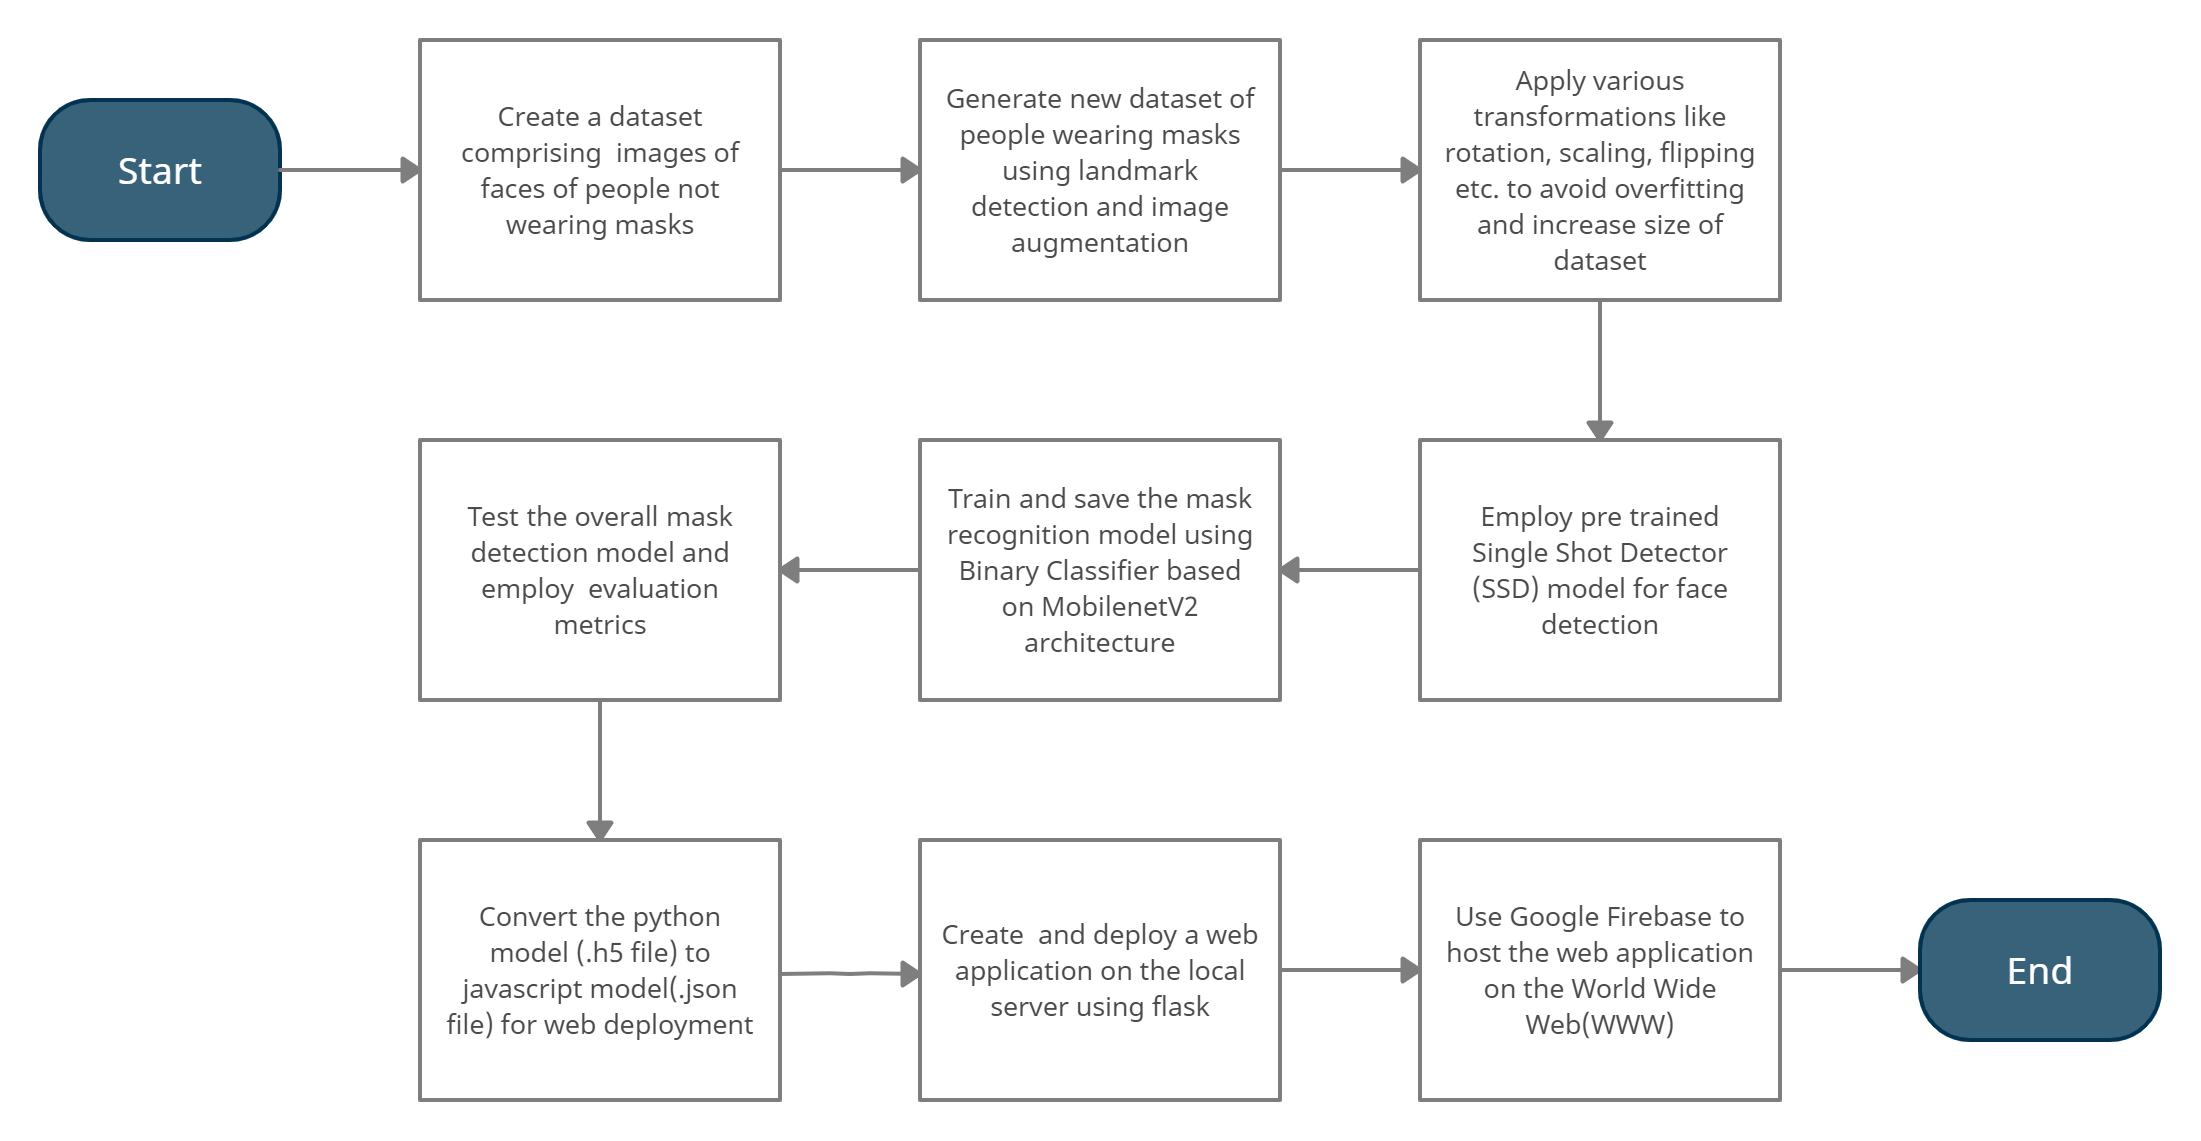 Start
Create a dataset
comprising  images of
faces of people not
wearing masks
Generate new dataset of
people wearing masks
using landmark
detection and image
augmentation
Apply various
transformations like
rotation, scaling, flipping
etc. to avoid overfitting
and increase size of
dataset
Employ pre trained
Single Shot Detector
(SSD) model for face
detection
Train and save the mask
recognition model using
Binary Classifier based
on MobilenetV2
architecture
Test the overall mask
detection model and
employ  evaluation
metrics
Convert the python
model (.h5 file) to
javascript model(.json
file) for web deployment
Create  and deploy a web
application on the local
server using flask
Use Google Firebase to
host the web application
on the World Wide
Web(WWW)
End